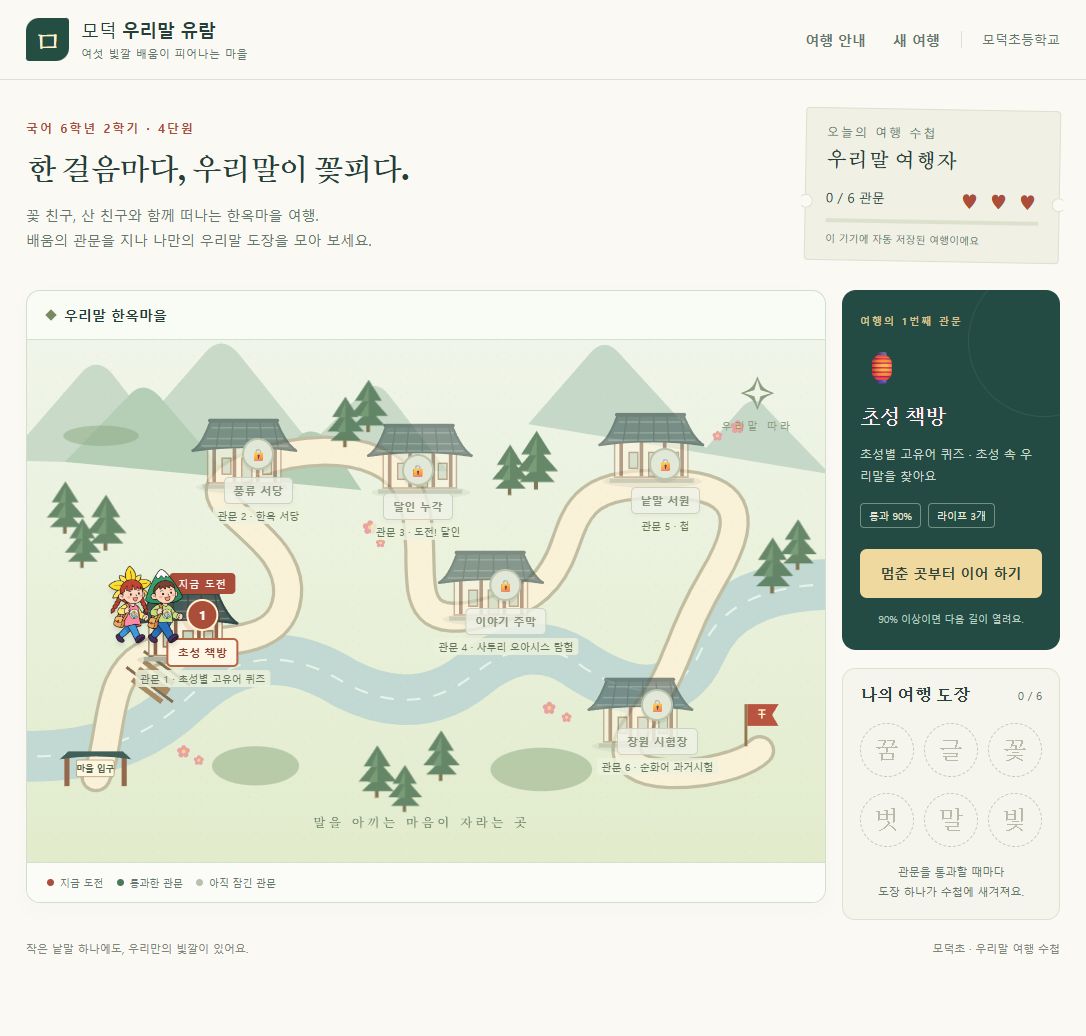 ㅁ
모덕 우리말 유람
여섯 빛깔 배움이 피어나는 마을
여행 안내
새 여행
모덕초등학교
국어 6학년 2학기 · 4단원
한 걸음마다, 우리말이 꽃피다.
꽃 친구, 산 친구와 함께 떠나는 한옥마을 여행.
배움의 관문을 지나 나만의 우리말 도장을 모아 보세요.
오늘의 여행 수첩
우리말 여행자
0 / 6 관문
이 기기에 자동 저장된 여행이에요
우리말 한옥마을
우리말 따라
풍류 서당
관문 2 · 한옥 서당
달인 누각
관문 3 · 도전! 달인
낱말 서원
관문 5 · 첩
지금 도전
1
초성 책방
관문 1 · 초성별 고유어 퀴즈
이야기 주막
관문 4 · 사투리 오아시스 탐험
장원 시험장
관문 6 · 순화어 과거시험
마을 입구
말을 아끼는 마음이 자라는 곳
지금 도전
통과한 관문
아직 잠긴 관문
여행의 1번째 관문
초성 책방
초성별 고유어 퀴즈 · 초성 속 우
리말을 찾아요
통과 90%
라이프 3개
멈춘 곳부터 이어 하기
90% 이상이면 다음 길이 열려요.
나의 여행 도장
0 / 6
꿈 글 꽃
벗 말 빛
관문을 통과할 때마다
도장 하나가 수첩에 새겨져요.
작은 낱말 하나에도, 우리만의 빛깔이 있어요.
모덕초 · 우리말 여행 수첩